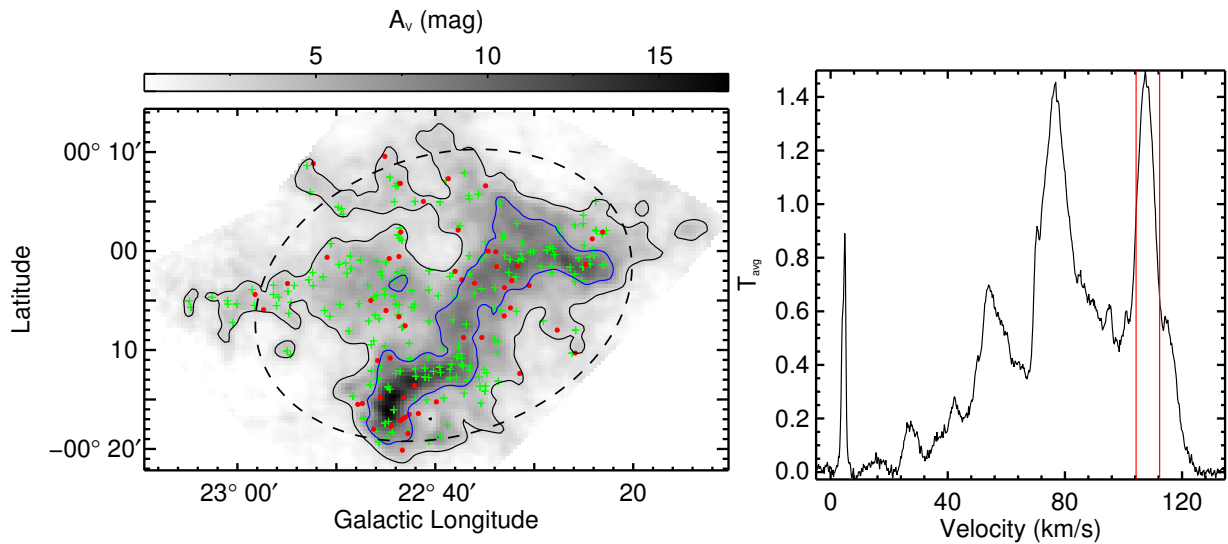 A_v (mag)
5 10 15
00° 10′
00
10
−00° 20′
Latitude
23° 00′ 22° 40′ 20
Galactic Longitude
1.4
1.2
1.0
0.8
0.6
0.4
0.2
0.0
T_avg
0 40 80 120
Velocity (km/s)